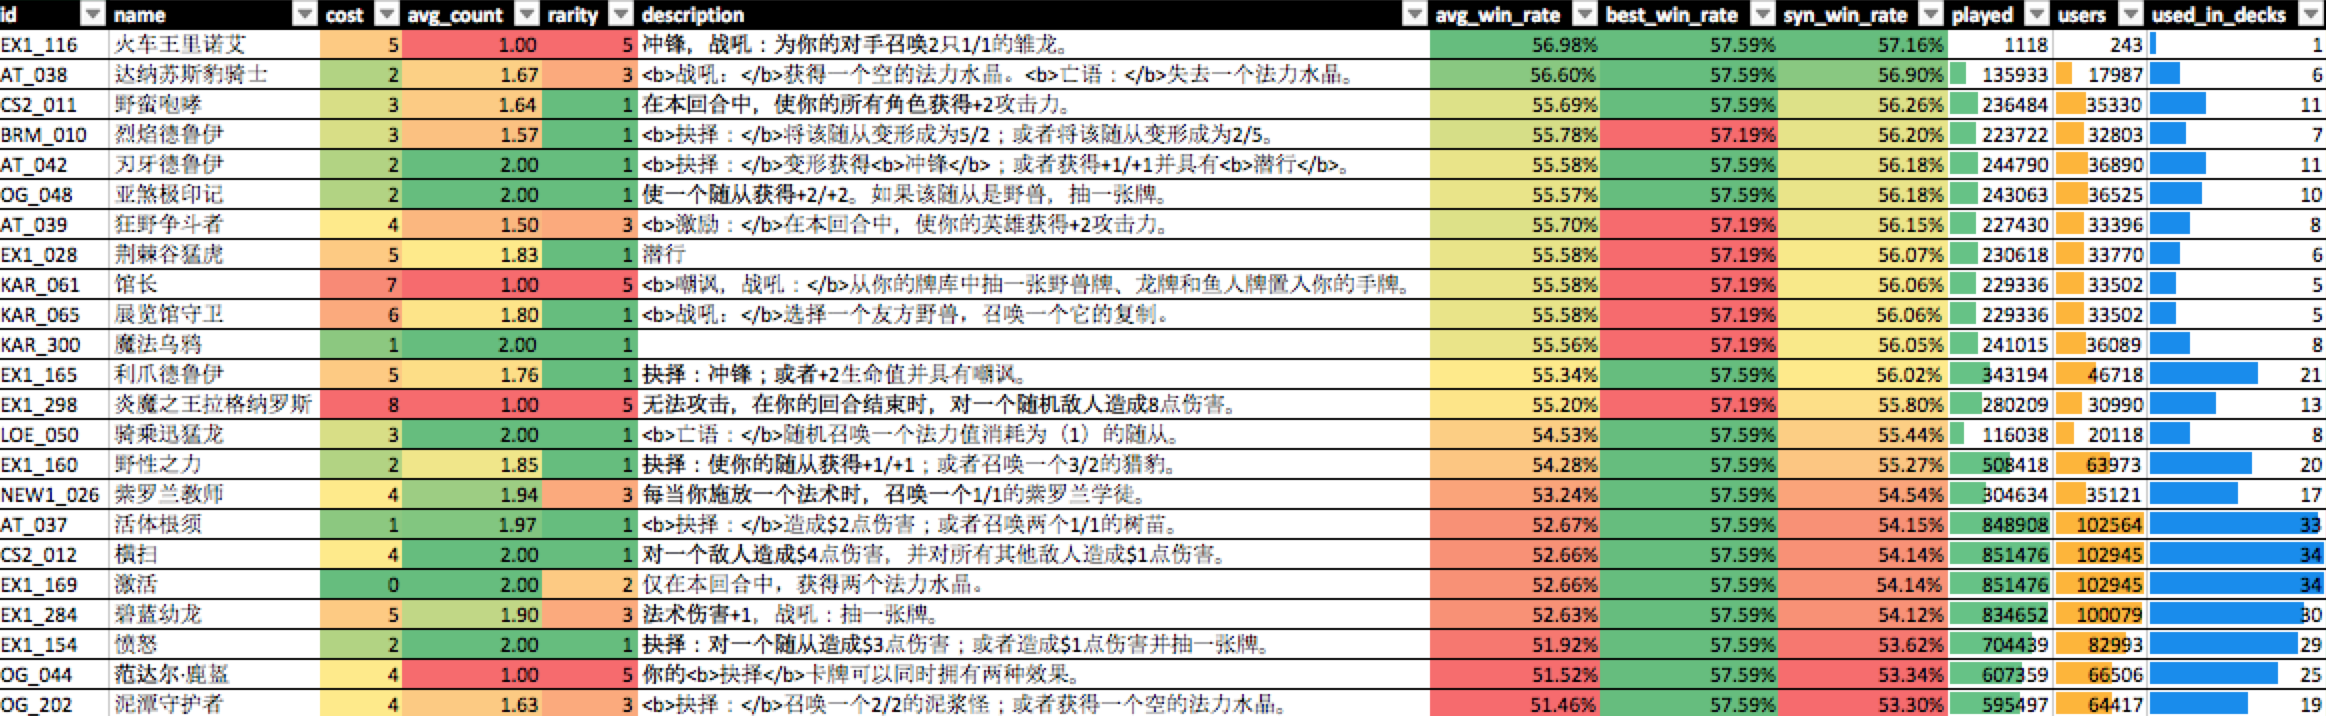 id name cost avg_count rarity description avg_win_rate best_win_rate syn_win_rate played users used_in_decks
EX1_116 火车王里诺艾 5 1.00 5 冲锋，战吼：为你的对手召唤2只1/1的雏龙。 56.98% 57.59% 57.16% 1118 243 1
AT_038 达纳苏斯豹骑士 2 1.67 3 <b>战吼：</b>获得一个空的法力水晶。<b>亡语：</b>失去一个法力水晶。 56.60% 57.59% 56.90% 135933 17987 6
CS2_011 野蛮咆哮 3 1.64 1 在本回合中，使你的所有角色获得+2攻击力。 55.69% 57.59% 56.26% 236484 35330 11
BRM_010 烈焰德鲁伊 3 1.57 1 <b>抉择：</b>将该随从变形成为5/2；或者将该随从变形成为2/5。 55.78% 57.19% 56.20% 223722 32803 7
AT_042 刃牙德鲁伊 2 2.00 1 <b>抉择：</b>变形获得<b>冲锋</b>；或者获得+1/+1并具有<b>潜行</b>。 55.58% 57.59% 56.18% 244790 36890 11
OG_048 亚煞极印记 2 2.00 1 使一个随从获得+2/+2。如果该随从是野兽，抽一张牌。 55.57% 57.59% 56.18% 243063 36525 10
AT_039 狂野争斗者 4 1.50 3 <b>激励：</b>在本回合中，使你的英雄获得+2攻击力。 55.70% 57.19% 56.15% 227430 33396 8
EX1_028 荆棘谷猛虎 5 1.83 1 潜行 55.58% 57.19% 56.07% 230618 33770 6
KAR_061 馆长 7 1.00 5 <b>嘲讽，战吼：</b>从你的牌库中抽一张野兽牌、龙牌和鱼人牌置入你的手牌。 55.58% 57.19% 56.06% 229336 33502 5
KAR_065 展览馆守卫 6 1.80 1 <b>战吼：</b>选择一个友方野兽，召唤一个它的复制。 55.58% 57.19% 56.06% 229336 33502 5
KAR_300 魔法乌鸦 1 2.00 1 55.56% 57.19% 56.05% 241015 36089 8
EX1_165 利爪德鲁伊 5 1.76 1 抉择：冲锋；或者+2生命值并具有嘲讽。 55.34% 57.59% 56.02% 343194 46718 21
EX1_298 炎魔之王拉格纳罗斯 8 1.00 5 无法攻击，在你的回合结束时，对一个随机敌人造成8点伤害。 55.20% 57.19% 55.80% 280209 30990 13
LOE_050 骑乘迅猛龙 3 2.00 1 <b>亡语：</b>随机召唤一个法力值消耗为（1）的随从。 54.53% 57.59% 55.44% 116038 20118 8
EX1_160 野性之力 2 1.85 1 抉择：使你的随从获得+1/+1；或者召唤一个3/2的猎豹。 54.28% 57.59% 55.27% 508418 63973 20
NEW1_026 紫罗兰教师 4 1.94 3 每当你施放一个法术时，召唤一个1/1的紫罗兰学徒。 53.24% 57.59% 54.54% 304634 35121 17
AT_037 活体根须 1 1.97 1 <b>抉择：</b>造成$2点伤害；或者召唤两个1/1的树苗。 52.67% 57.59% 54.15% 848908 102564 33
CS2_012 横扫 4 2.00 1 对一个敌人造成$4点伤害，并对所有其他敌人造成$1点伤害。 52.66% 57.59% 54.14% 851476 102945 34
EX1_169 激活 0 2.00 2 仅在本回合中，获得两个法力水晶。 52.66% 57.59% 54.14% 851476 102945 34
EX1_284 碧蓝幼龙 5 1.90 3 法术伤害+1，战吼：抽一张牌。 52.63% 57.59% 54.12% 834652 100079 30
EX1_154 愤怒 2 2.00 1 抉择：对一个随从造成$3点伤害；或者造成$1点伤害并抽一张牌。 51.92% 57.59% 53.62% 704439 82993 29
OG_044 范达尔·鹿盔 4 1.00 5 你的<b>抉择</b>卡牌可以同时拥有两种效果。 51.52% 57.59% 53.34% 607359 66506 25
OG_202 泥潭守护者 4 1.63 3 <b>抉择：</b>召唤一个2/2的泥浆怪；或者获得一个空的法力水晶。 51.46% 57.59% 53.30% 595497 64417 19